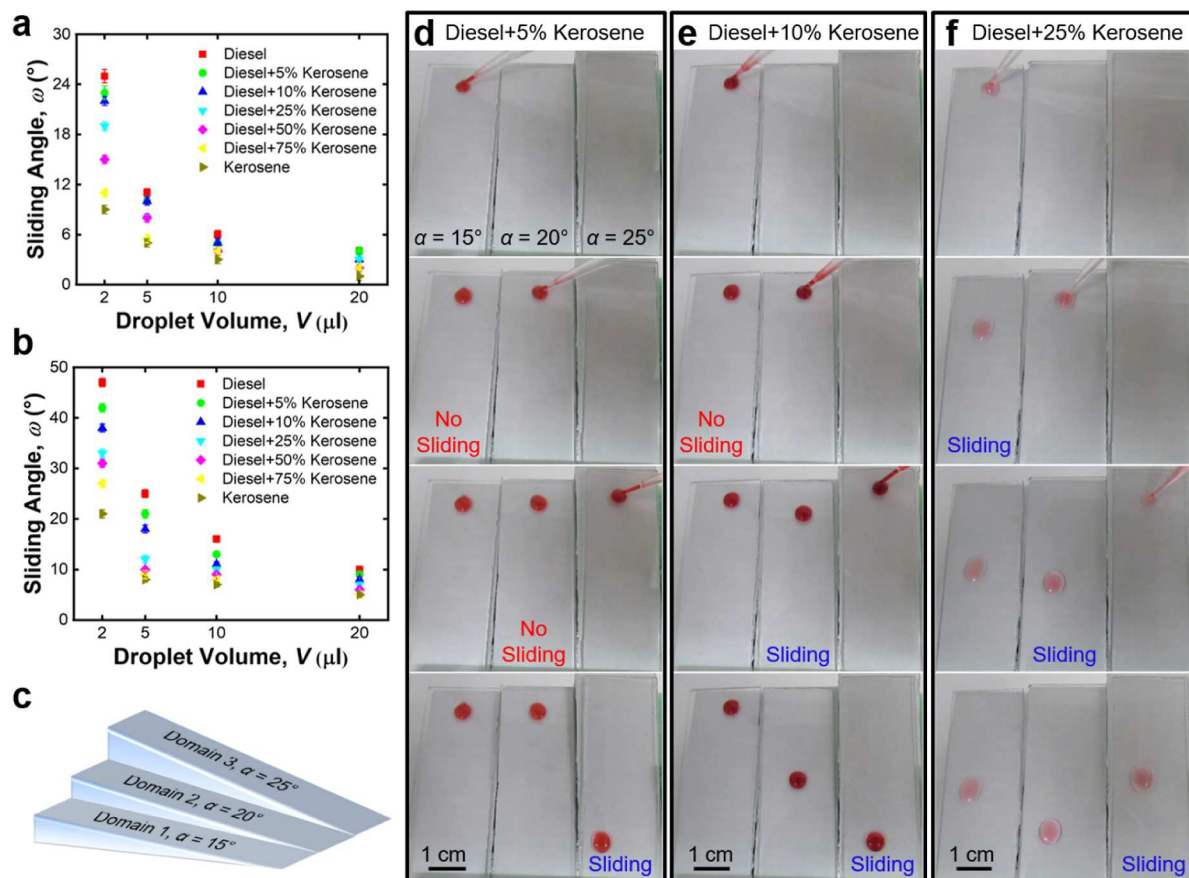 a
30
24
18
12
6
0
Sliding Angle, ω (°)
Diesel
Diesel+5% Kerosene
Diesel+10% Kerosene
Diesel+25% Kerosene
Diesel+50% Kerosene
Diesel+75% Kerosene
Kerosene
2 5 10 20
Droplet Volume, V (μl)
b
50
40
30
20
10
0
Sliding Angle, ω (°)
Diesel
Diesel+5% Kerosene
Diesel+10% Kerosene
Diesel+25% Kerosene
Diesel+50% Kerosene
Diesel+75% Kerosene
Kerosene
2 5 10 20
Droplet Volume, V (μl)
c
Domain 3, α = 25°
Domain 2, α = 20°
Domain 1, α = 15°
d Diesel+5% Kerosene
α = 15° α = 20° α = 25°
No
Sliding
No
Sliding
1 cm
Sliding
e Diesel+10% Kerosene
No
Sliding
Sliding
1 cm
Sliding
f Diesel+25% Kerosene
Sliding
Sliding
1 cm
Sliding